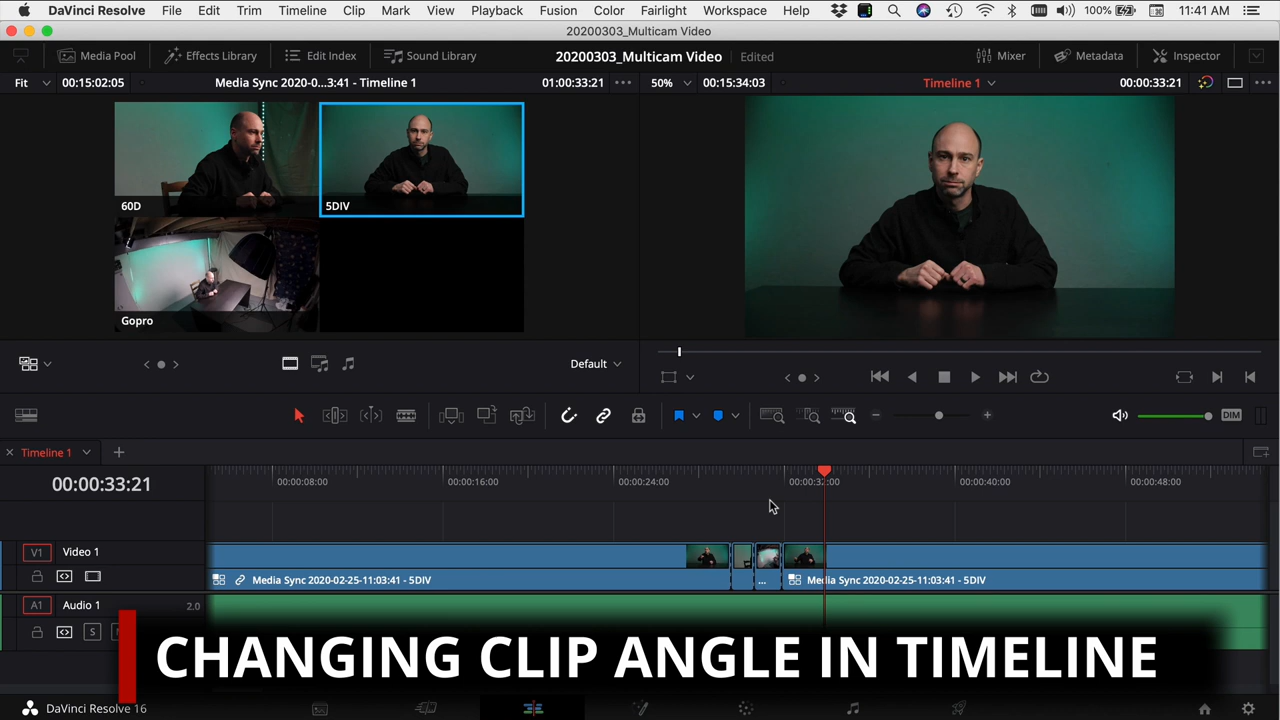 DaVinci Resolve File Edit Trim Timeline Clip Mark View Playback Fusion Color Fairlight Workspace Help 100% 11:41 AM
20200303_Multicam Video
Media Pool Effects Library Edit Index Sound Library 20200303_Multicam Video Edited Mixer Metadata Inspector
Fit 00:15:02:05 Media Sync 2020-0...3:41 - Timeline 1 01:00:33:21 50% 00:15:34:03 Timeline 1 00:00:33:21
60D 5DIV
Gopro
Default
DIM
Timeline 1
00:00:33:21 00:00:08:00 00:00:16:00 00:00:24:00 00:00:32:00 00:00:40:00 00:00:48:00
V1 Video 1
Media Sync 2020-02-25-11:03:41 - 5DIV ... Media Sync 2020-02-25-11:03:41 - 5DIV
A1 Audio 1 2.0
S M
CHANGING CLIP ANGLE IN TIMELINE
DaVinci Resolve 16